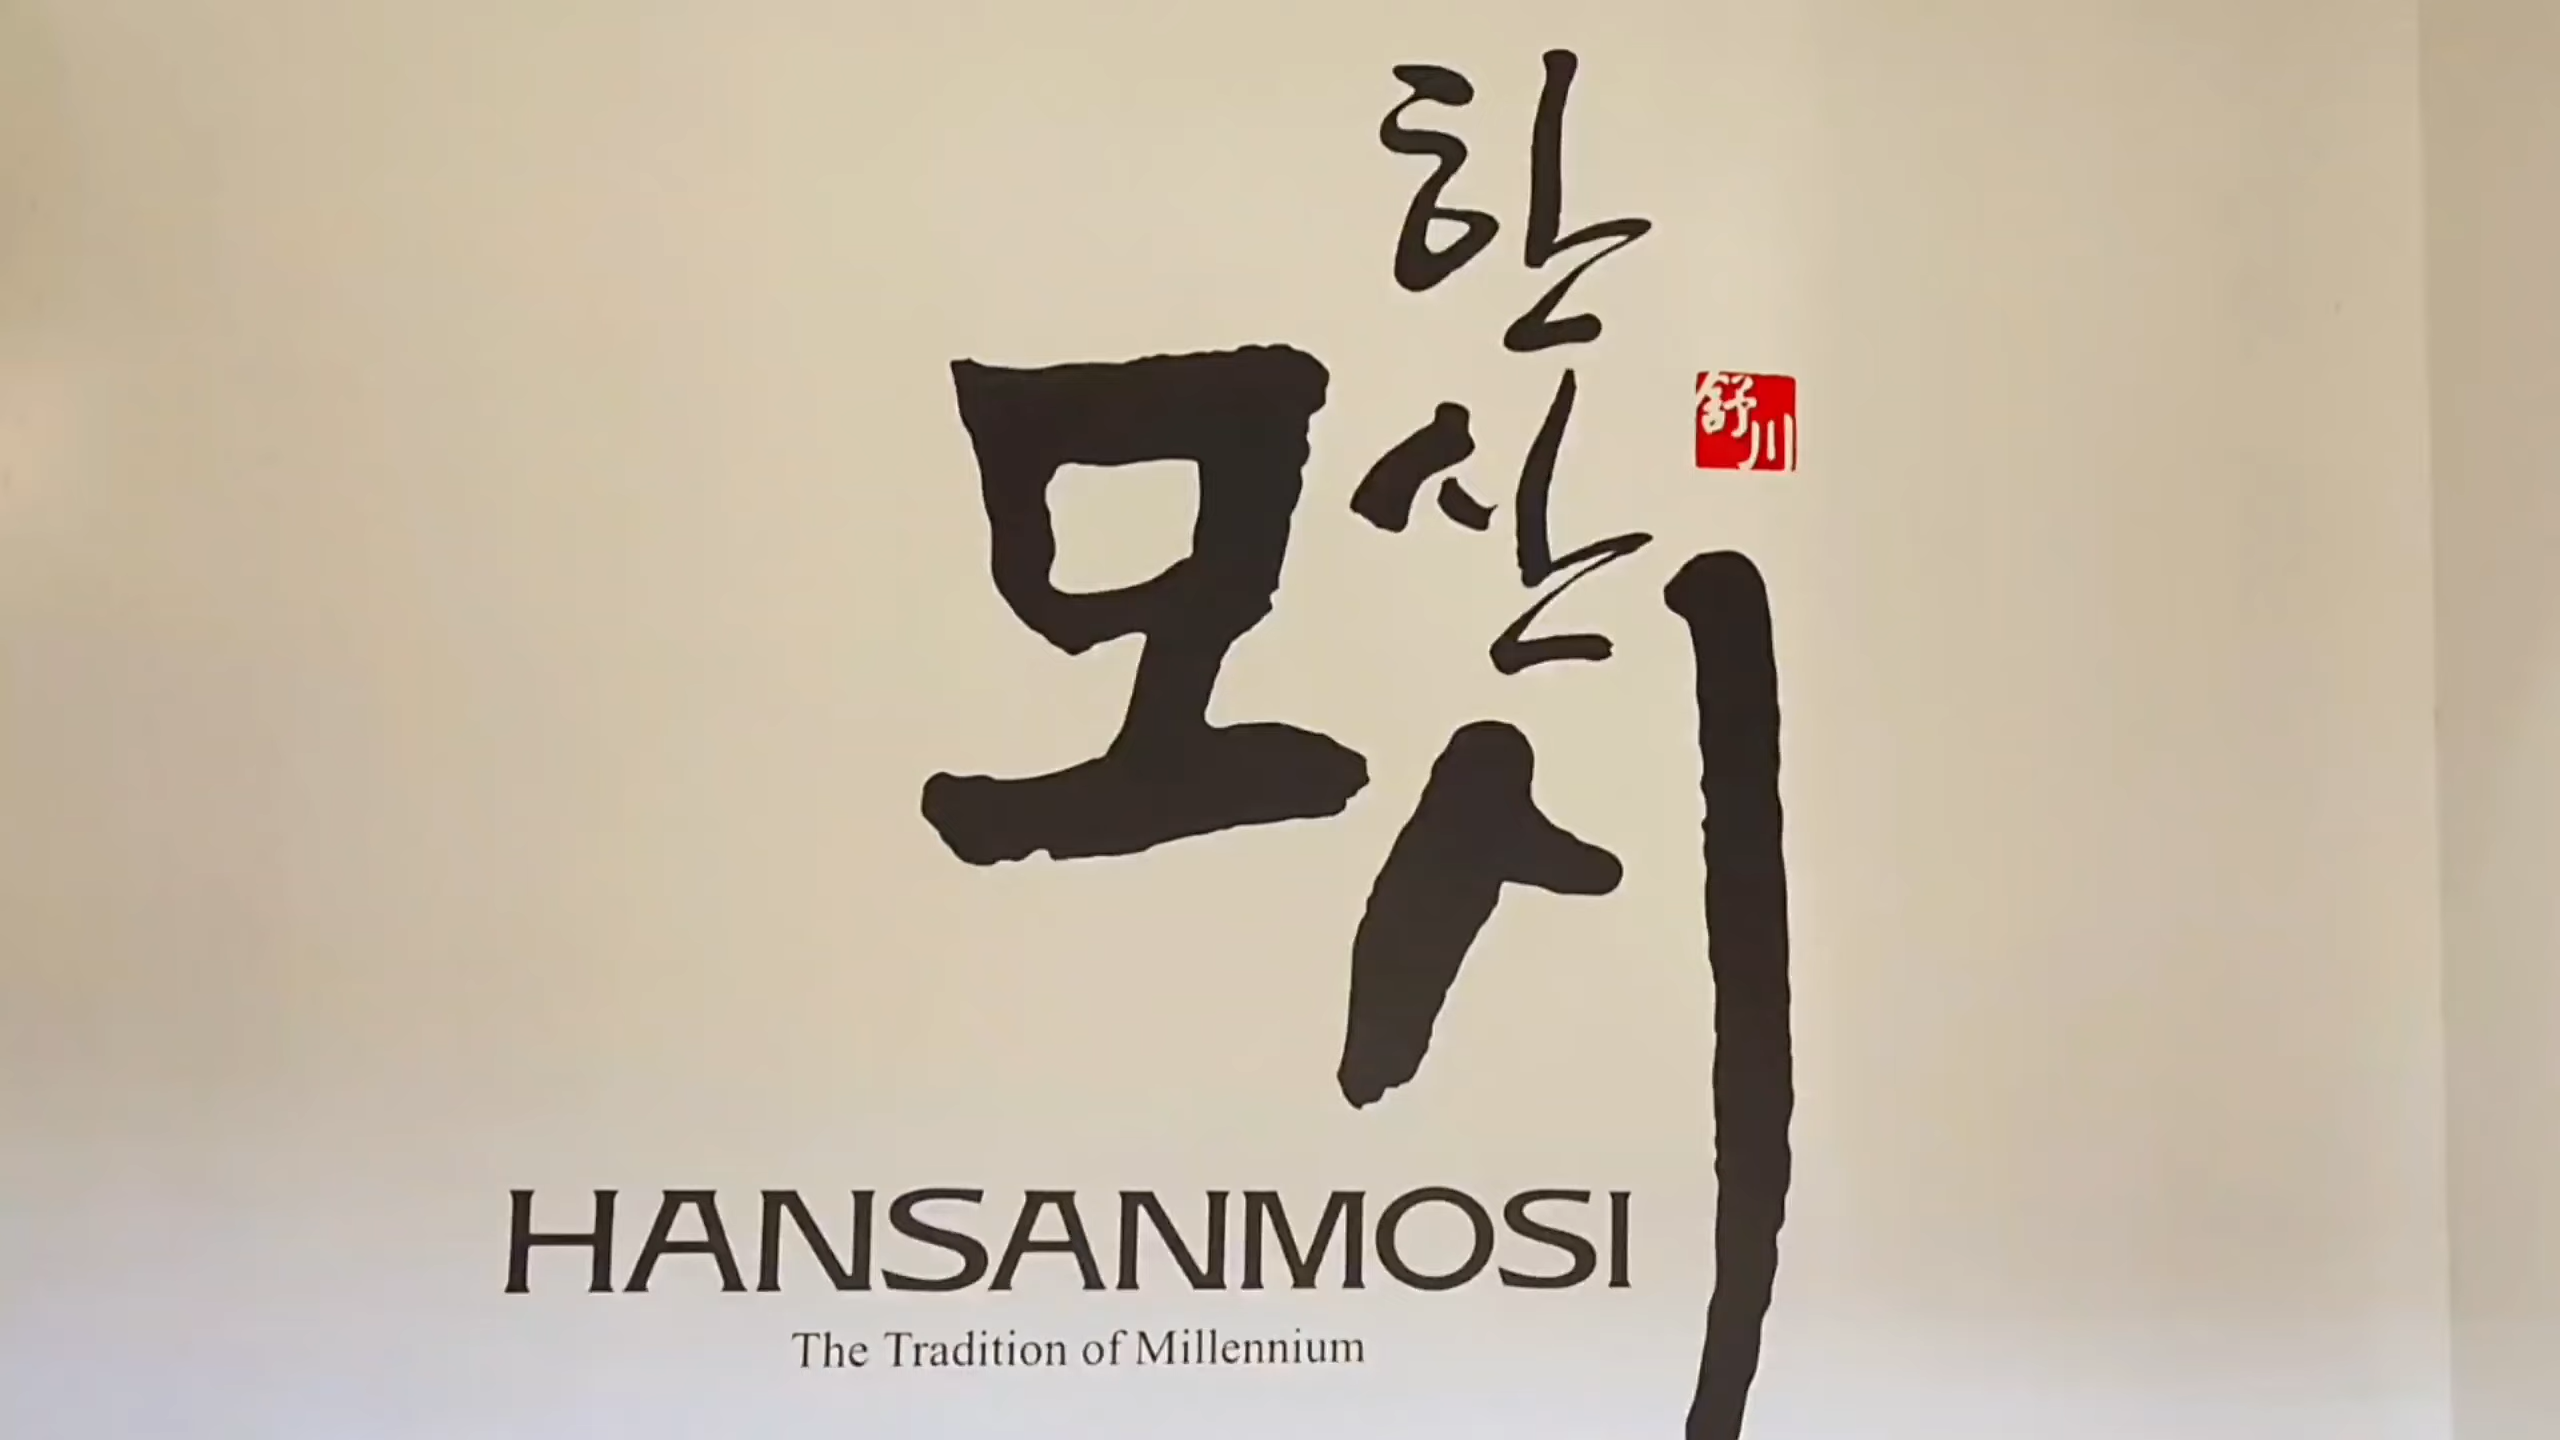 한산
모시
舒川
HANSANMOSI
The Tradition of Millennium